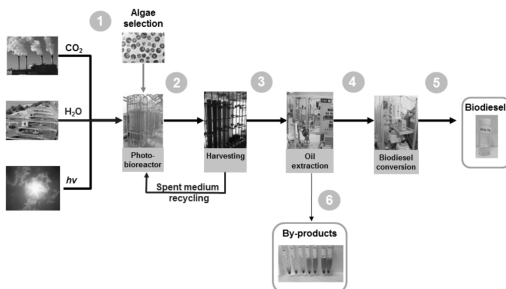 1
Algae
selection
CO₂
H₂O
hv
2
3
4
5
Photo-
bioreactor
Harvesting
Oil
extraction
Biodiesel
conversion
Biodiesel
Spent medium
recycling
6
By-products